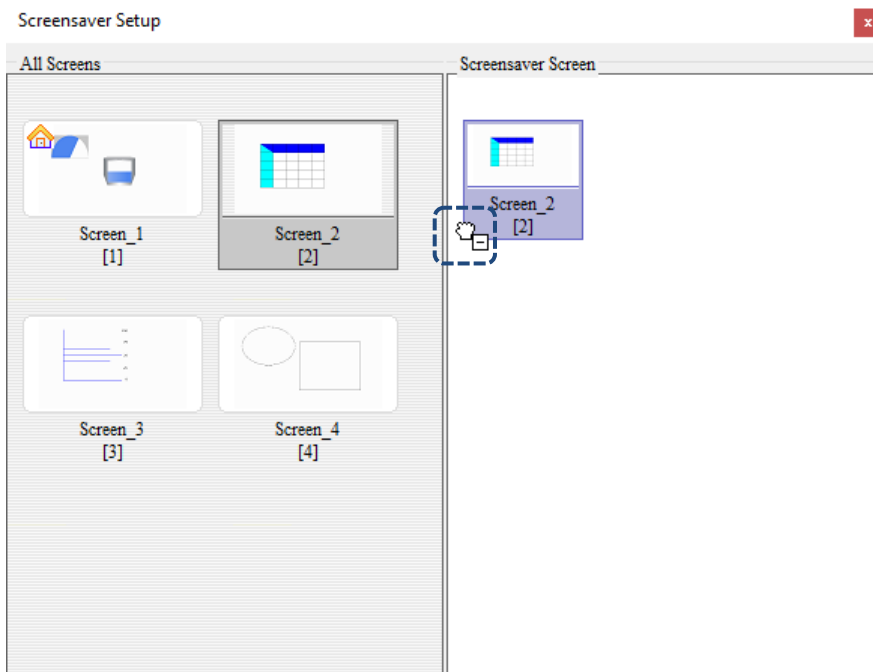 Screensaver Setup
x
All Screens
Screensaver Screen
Screen_1
[1]
Screen_2
[2]
Screen_2
[2]
Screen_3
[3]
Screen_4
[4]